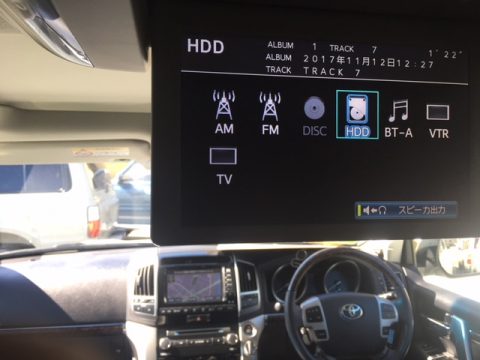 HDD ALBUM 1 TRACK 7 1'22"
ALBUM 2017年11月12日12:27
TRACK TRACK 7
AM FM DISC HDD BT-A VTR
TV
スピーカ出力